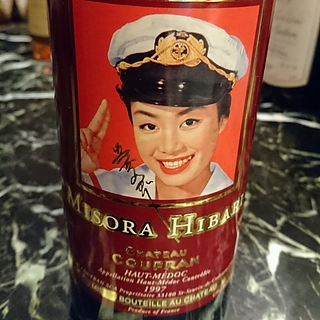 MISORA HIBARI
CHATEAU
COUFRAN
HAUT-MÉDOC
Appellation Haut-Médoc Contrôlée
1997
BOUTEILLE AU CHATEAU
Produce of France